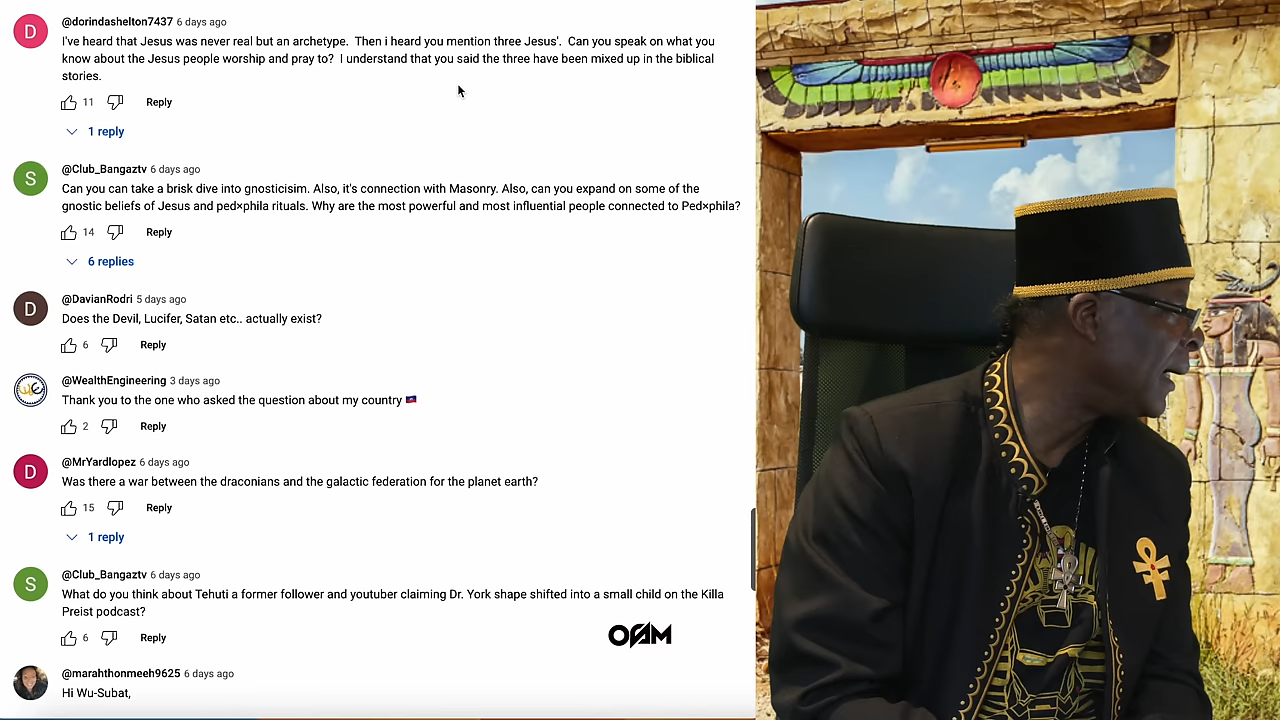 @dorindashelton7437 6 days ago
I've heard that Jesus was never real but an archetype. Then i heard you mention three Jesus'. Can you speak on what you
know about the Jesus people worship and pray to? I understand that you said the three have been mixed up in the biblical
stories.
11 Reply
1 reply
@Club_Bangaztv 6 days ago
Can you can take a brisk dive into gnosticisim. Also, it's connection with Masonry. Also, can you expand on some of the
gnostic beliefs of Jesus and ped×phila rituals. Why are the most powerful and most influential people connected to Ped×phila?
14 Reply
6 replies
@DavianRodri 5 days ago
Does the Devil, Lucifer, Satan etc.. actually exist?
6 Reply
@WealthEngineering 3 days ago
Thank you to the one who asked the question about my country 🇭🇹
2 Reply
@MrYardlopez 6 days ago
Was there a war between the draconians and the galactic federation for the planet earth?
15 Reply
1 reply
@Club_Bangaztv 6 days ago
What do you think about Tehuti a former follower and youtuber claiming Dr. York shape shifted into a small child on the Killa
Preist podcast?
6 Reply
OFAM
@marahthonmeeh9625 6 days ago
Hi Wu-Subat,
D
S
D
D
S